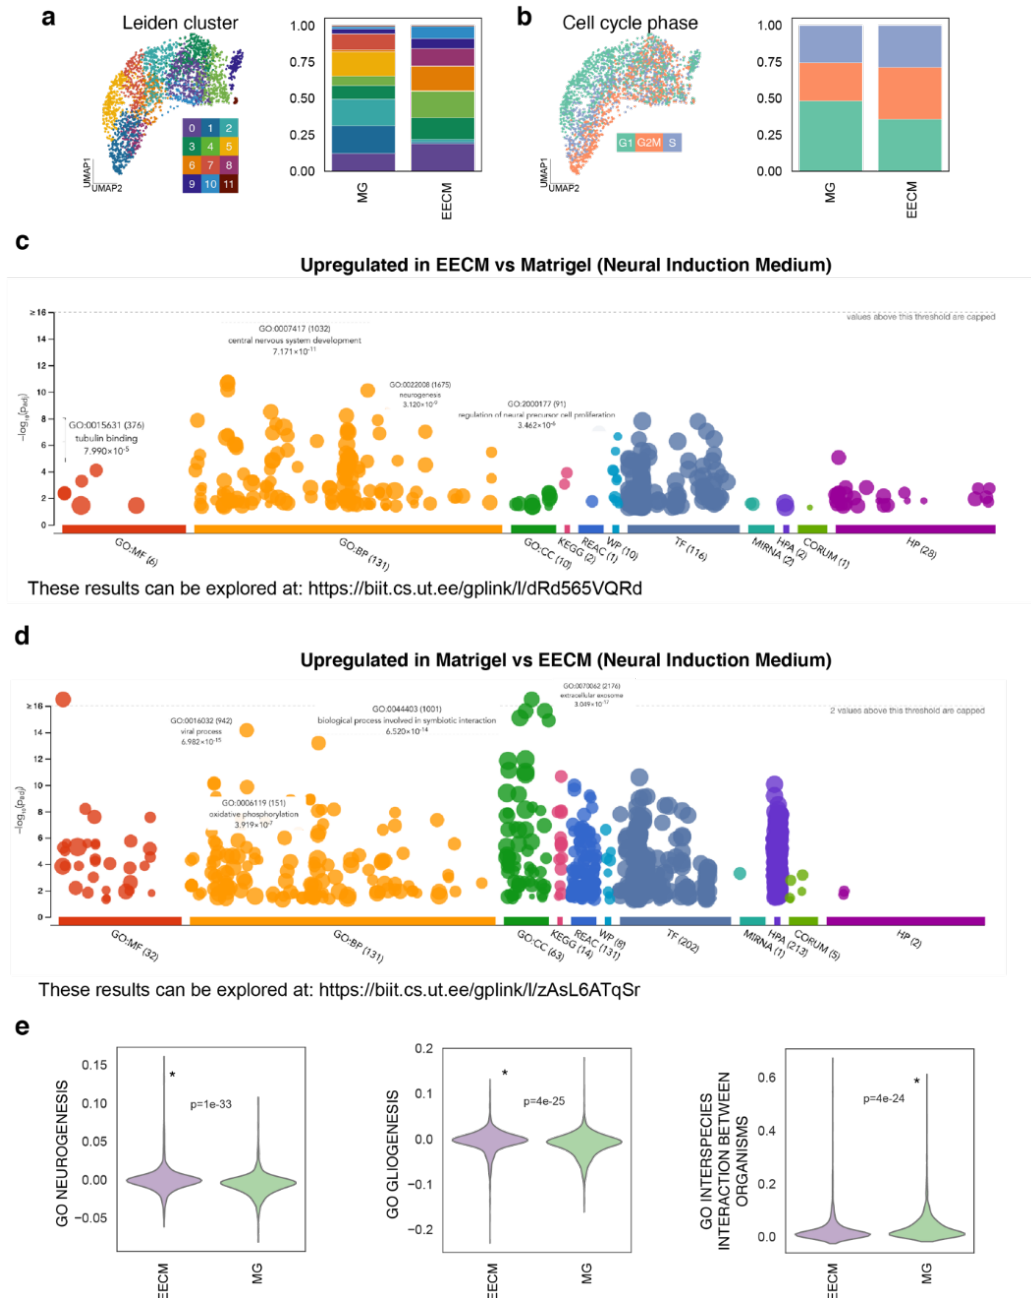 a
Leiden cluster
1.00
0.75
0.50
0.25
0.00
0 1 2
3 4 5
6 7 8
9 10 11
UMAP1
UMAP2
MG
EECM
b
Cell cycle phase
1.00
0.75
0.50
0.25
0.00
G1 G2M S
UMAP1
UMAP2
MG
EECM
c
Upregulated in EECM vs Matrigel (Neural Induction Medium)
values above this threshold are capped
≥16
14
12
10
8
6
4
2
0
-log10(padj)
GO:0007417 (1032)
central nervous system development
7.171×10-11
GO:0022008 (1675)
neurogenesis
3.120×10-9
GO:2000177 (91)
regulation of neural precursor cell proliferation
3.462×10-6
GO:0015631 (376)
tubulin binding
7.990×10-5
GO:MF (6)
GO:BP (131)
GO:CC (10)
KEGG (2)
REAC (1)
WP (10)
TF (116)
MIRNA (2)
HPA (2)
CORUM (1)
HP (28)
These results can be explored at: https://biit.cs.ut.ee/gplink/l/dRd565VQRd
d
Upregulated in Matrigel vs EECM (Neural Induction Medium)
2 values above this threshold are capped
≥16
14
12
10
8
6
4
2
0
-log10(padj)
GO:0070062 (2176)
extracellular exosome
GO:0044403 (1001)
biological process involved in symbiotic interaction
6.520×10-14
GO:0016032 (942)
viral process
6.982×10-15
GO:0006119 (151)
oxidative phosphorylation
3.919×10-7
GO:MF (32)
GO:BP (131)
GO:CC (63)
KEGG (14)
REAC (131)
WP (8)
TF (202)
MIRNA (1)
HPA (213)
CORUM (5)
HP (2)
These results can be explored at: https://biit.cs.ut.ee/gplink/l/zAsL6ATqSr
e
GO NEUROGENESIS
0.15
0.10
0.05
0.00
−0.05
*
p=1e-33
EECM
MG
GO GLIOGENESIS
0.2
0.1
0.0
−0.1
−0.2
*
p=4e-25
EECM
MG
GO INTERSPECIES
INTERACTION BETWEEN
ORGANISMS
0.6
0.4
0.2
0.0
*
p=4e-24
EECM
MG